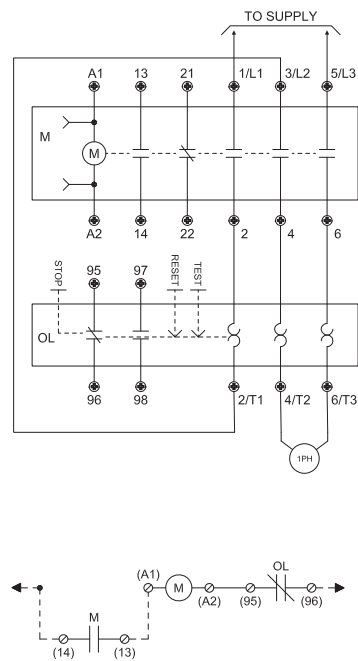 TO SUPPLY
A1 13 21 1/L1 3/L2 5/L3
M
M
A2 14 22 2 4 6
STOP 95 97 RESET TEST
OL
96 98 2/T1 4/T2 6/T3
1PH
(A1) M (A2) (95) OL (96)
(14) M (13)